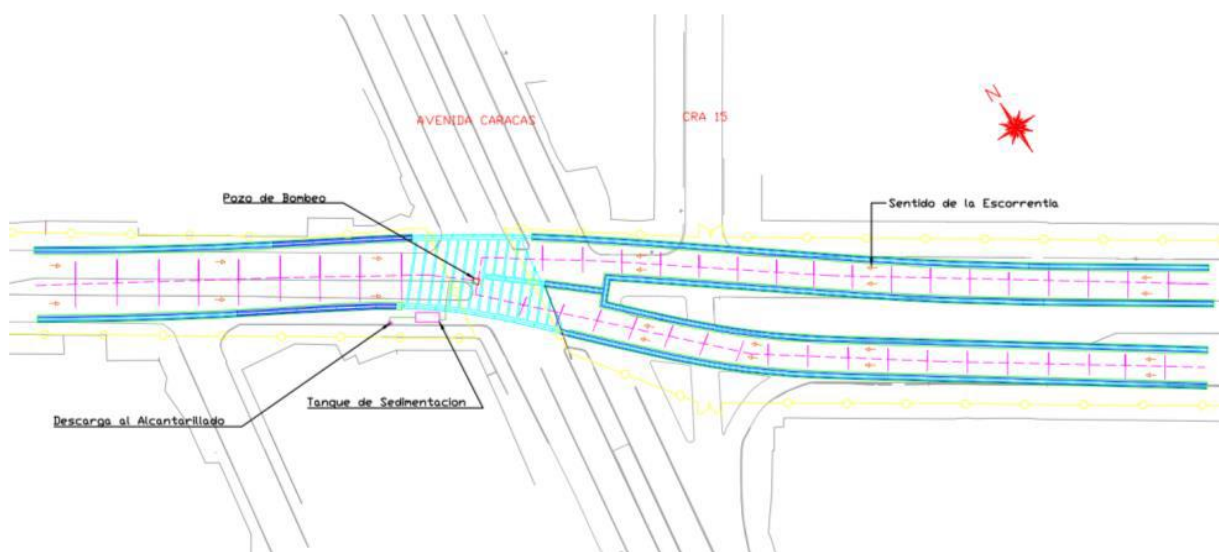 N
AVENIDA CARACAS
CRA 15
Pozo de Bombeo
Sentido de la Escorrentia
Tanque de Sedimentacion
Descarga al Alcantarillado